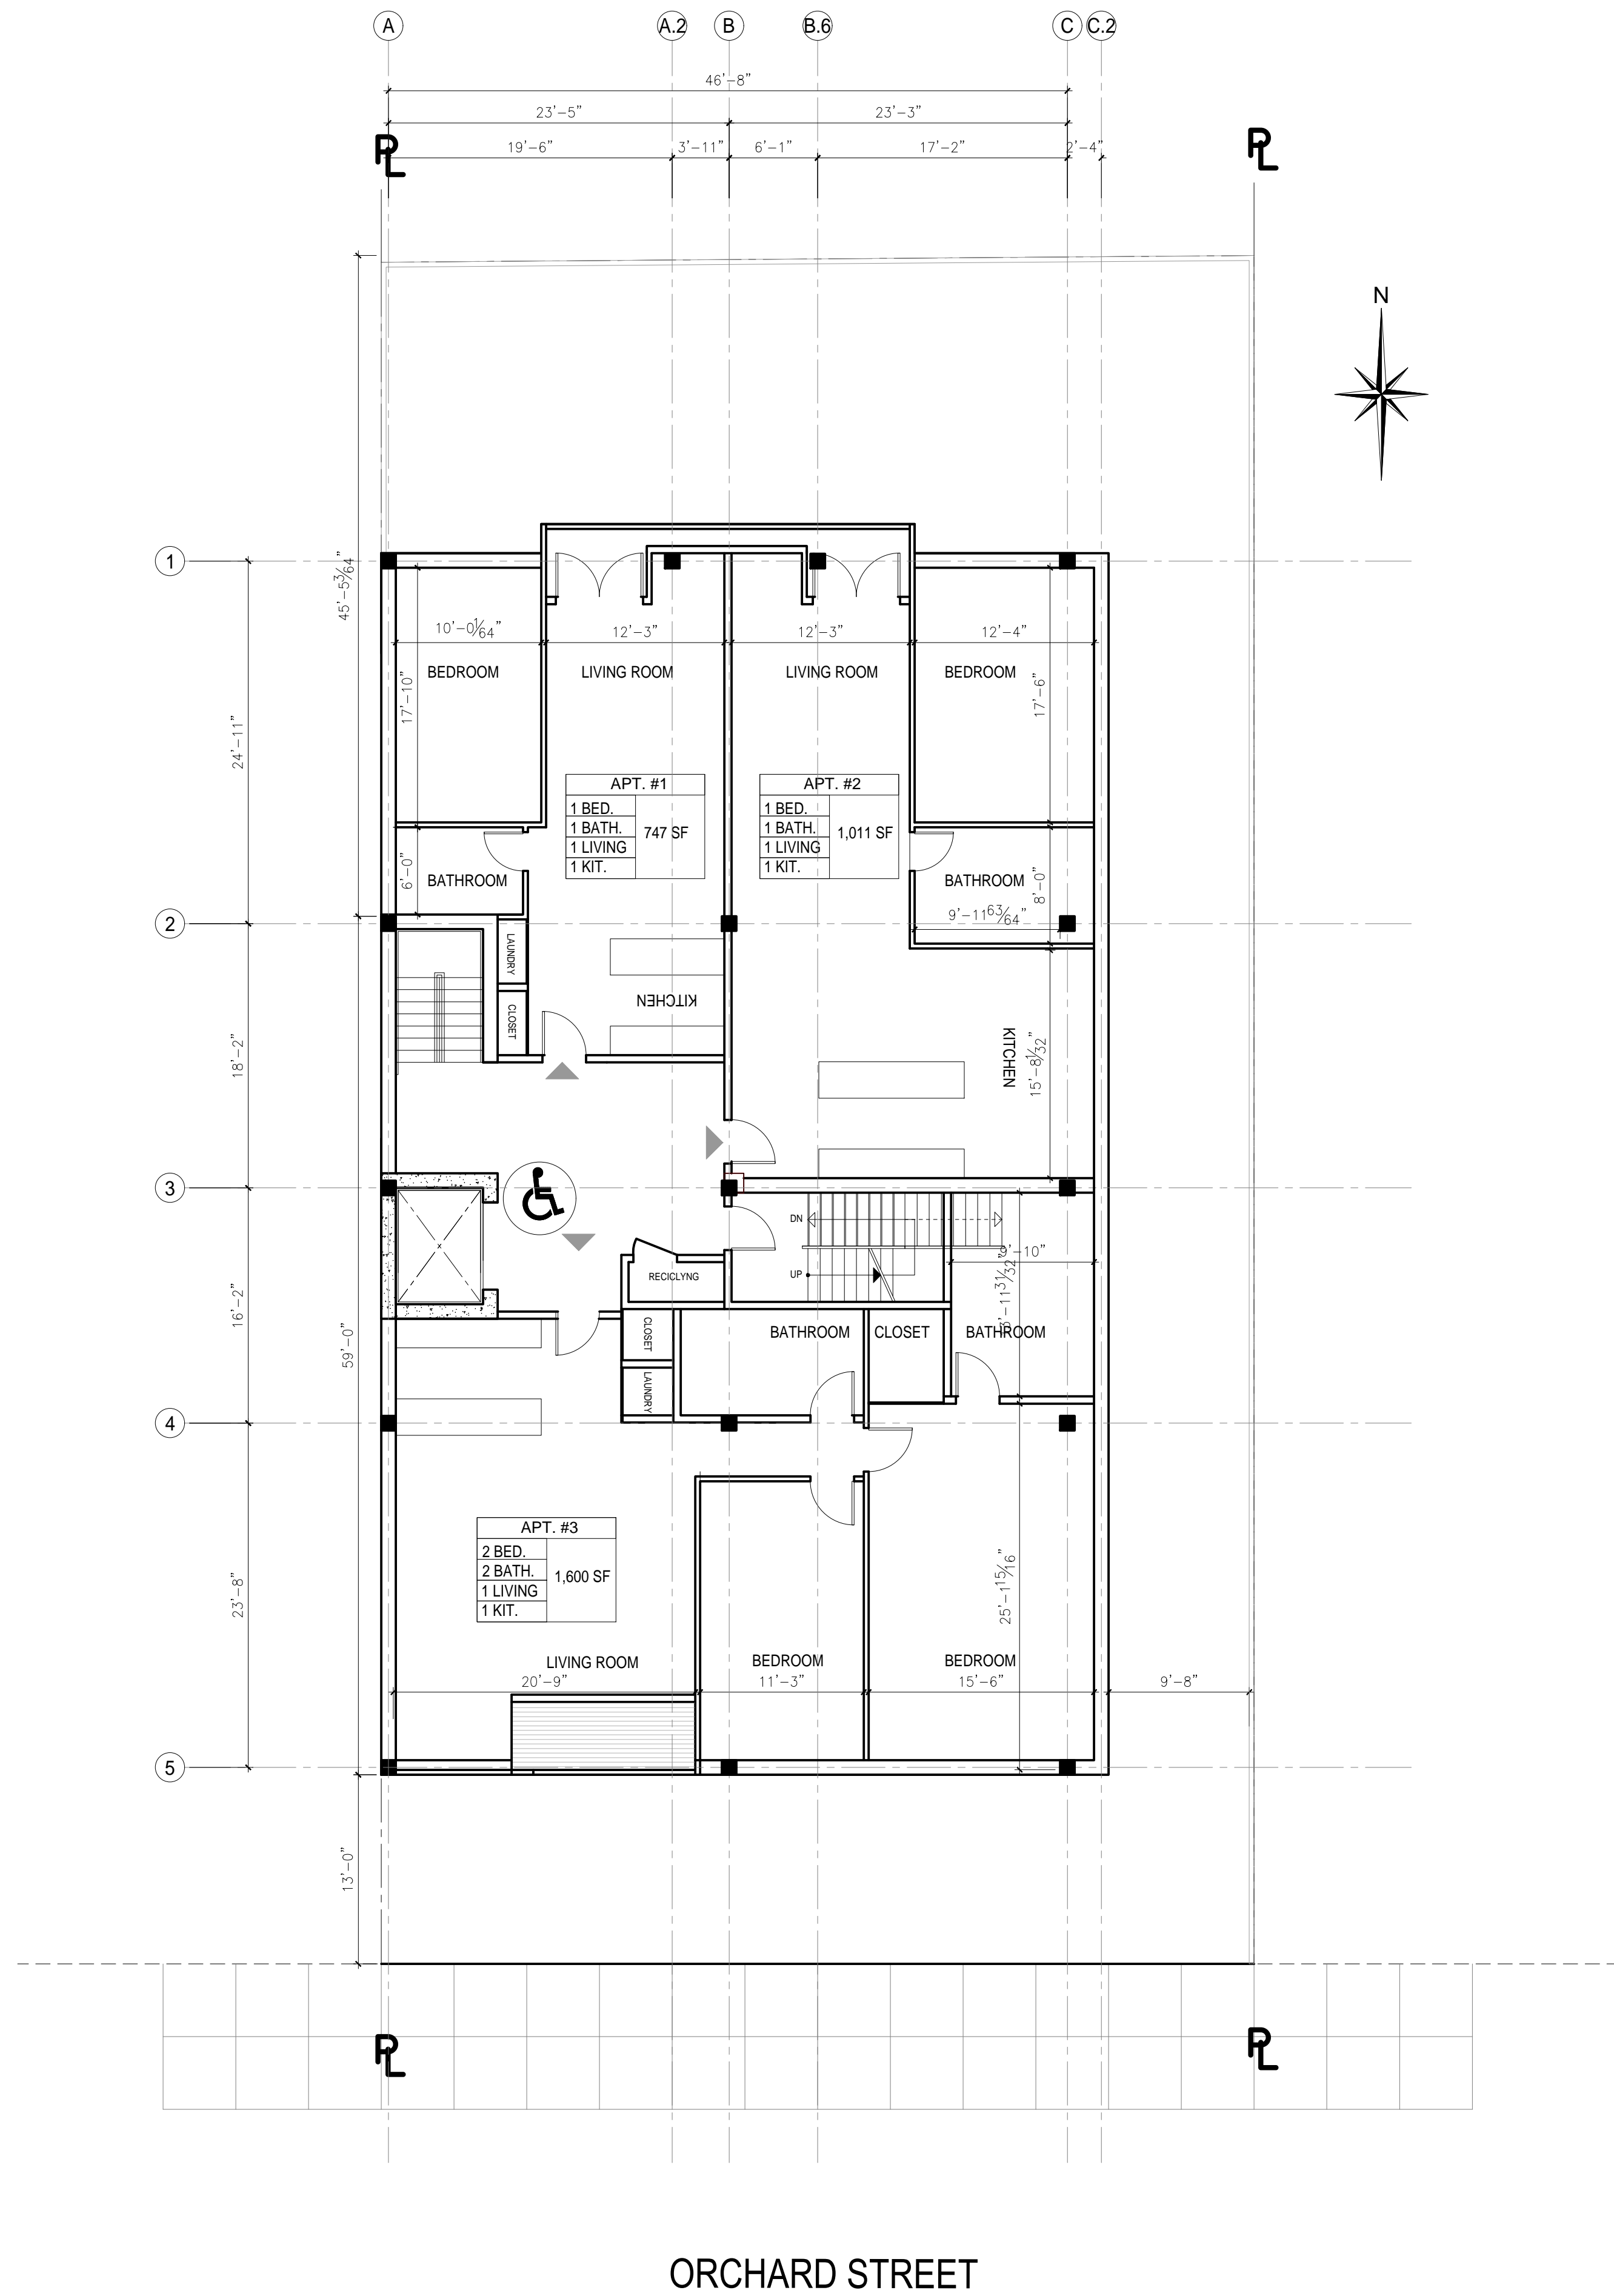 A
A.2
B
B.6
C
C.2
46'-8"
23'-5"
23'-3"
19'-6"
3'-11"
6'-1"
17'-2"
2'-4"
PL
PL
N
1
45'-5 3/64"
10'-0 1/64"
12'-3"
12'-3"
12'-4"
BEDROOM
LIVING ROOM
LIVING ROOM
BEDROOM
17'-10"
17'-6"
24'-11"
APT. #1
1 BED.
1 BATH.
1 LIVING
1 KIT.
747 SF
APT. #2
1 BED.
1 BATH.
1 LIVING
1 KIT.
1,011 SF
6'-0"
BATHROOM
BATHROOM
8'-0"
9'-11 63/64"
2
LAUNDRY
CLOSET
KITCHEN
KITCHEN
15'-8 1/32"
18'-2"
3
DN
UP
9'-10"
RECICLYNG
16'-2"
59'-0"
CLOSET
LAUNDRY
BATHROOM
CLOSET
BATHROOM
4
APT. #3
2 BED.
2 BATH.
1 LIVING
1 KIT.
1,600 SF
23'-8"
25'-1 15/16"
LIVING ROOM
BEDROOM
BEDROOM
20'-9"
11'-3"
15'-6"
9'-8"
5
13'-0"
PL
PL
ORCHARD STREET